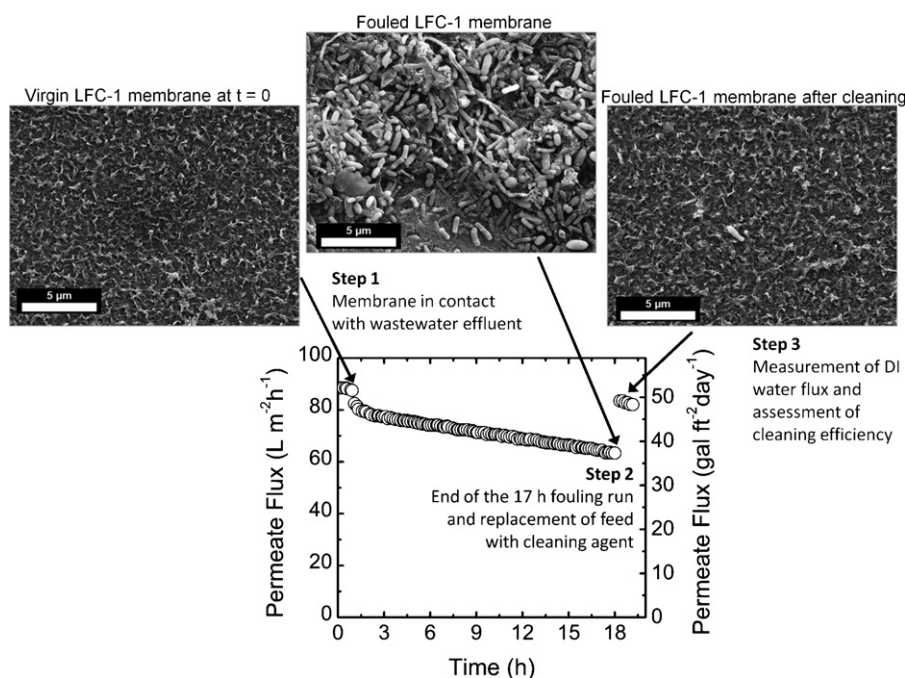 Fouled LFC-1 membrane
Virgin LFC-1 membrane at t = 0
Fouled LFC-1 membrane after cleaning
5 µm
5 µm
5 µm
Step 1
Membrane in contact
with wastewater effluent
Step 3
Measurement of DI
water flux and
assessment of
cleaning efficiency
Step 2
End of the 17 h fouling run
and replacement of feed
with cleaning agent
Permeate Flux (L m⁻²h⁻¹)
100
80
60
40
20
0
Permeate Flux (gal ft⁻²day⁻¹)
50
40
30
20
10
0
0 3 6 9 12 15 18
Time (h)